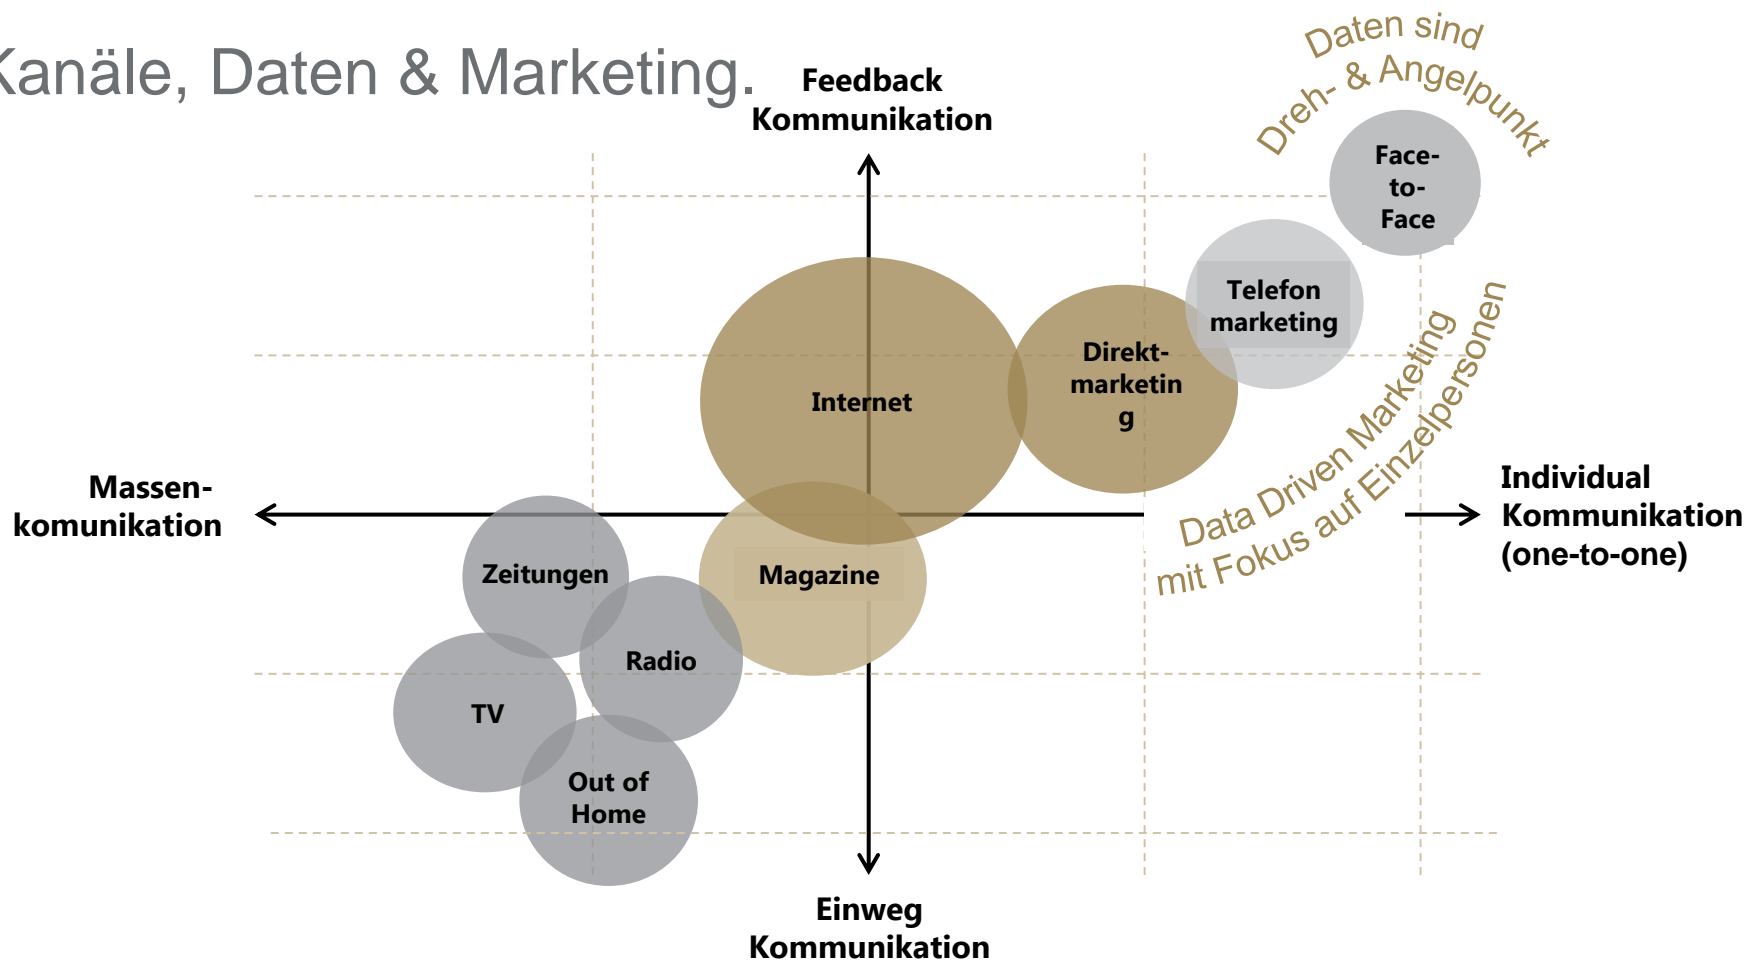 Kanäle, Daten & Marketing.
Feedback
Kommunikation
Daten sind
Dreh- & Angelpunkt
Face-
to-
Face
Telefon
marketing
Direkt-
marketin
g
Internet
Data Driven Marketing
mit Fokus auf Einzelpersonen
Massen-
komunikation
Individual
Kommunikation
(one-to-one)
Zeitungen
Magazine
Radio
TV
Out of
Home
Einweg
Kommunikation